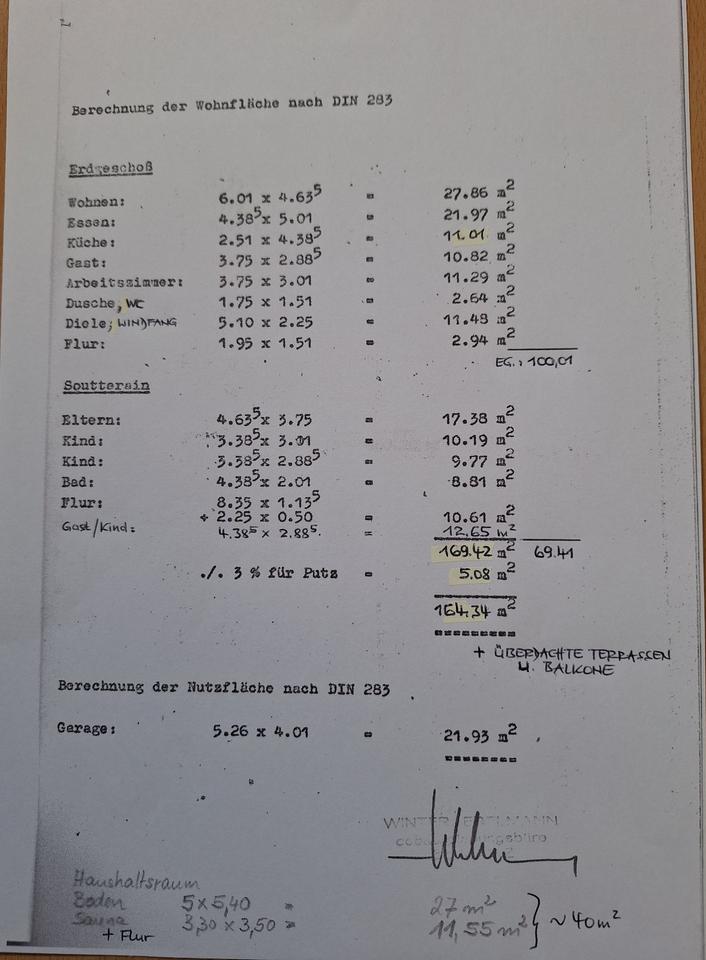 Berechnung der Wohnfläche nach DIN 283
Erdgeschoß
Wohnen: 6.01 x 4.63⁵ = 27.86 m²
Essen: 4.38⁵x 5.01 = 21.97 m²
Küche: 2.51 x 4.38⁵ = 11.01 m²
Gast: 3.75 x 2.88⁵ = 10.82 m²
Arbeitszimmer: 3.75 x 3.01 = 11.29 m²
Dusche, WC 1.75 x 1.51 = 2.64 m²
Diele; WINDFANG 5.10 x 2.25 = 11.48 m²
Flur: 1.95 x 1.51 = 2.94 m²
EG.: 100,01
Soutterain
Eltern: 4.63⁵x 3.75 = 17.38 m²
Kind: 3.38⁵x 3.01 = 10.19 m²
Kind: 3.38⁵x 2.88⁵ = 9.77 m²
Bad: 4.38⁵x 2.01 = 8.81 m²
Flur: 8.35 x 1.13⁵
+ 2.25 x 0.50 = 10.61 m²
Gast/Kind: 4.38⁵ x 2.88⁵. = 12.65 m²
169.42 m² 69.41
./. 3 % für Putz = 5.08 m²
164.34 m²
+ ÜBERDACHTE TERRASSEN
U. BALKONE
Berechnung der Nutzfläche nach DIN 283
Garage: 5.26 x 4.01 = 21.93 m²
Haushaltsraum
Boden 5 x 5,40 = 27 m²
Sauna 3,30 x 3,50 = 11,55 m² } ~ 40 m²
+ Flur